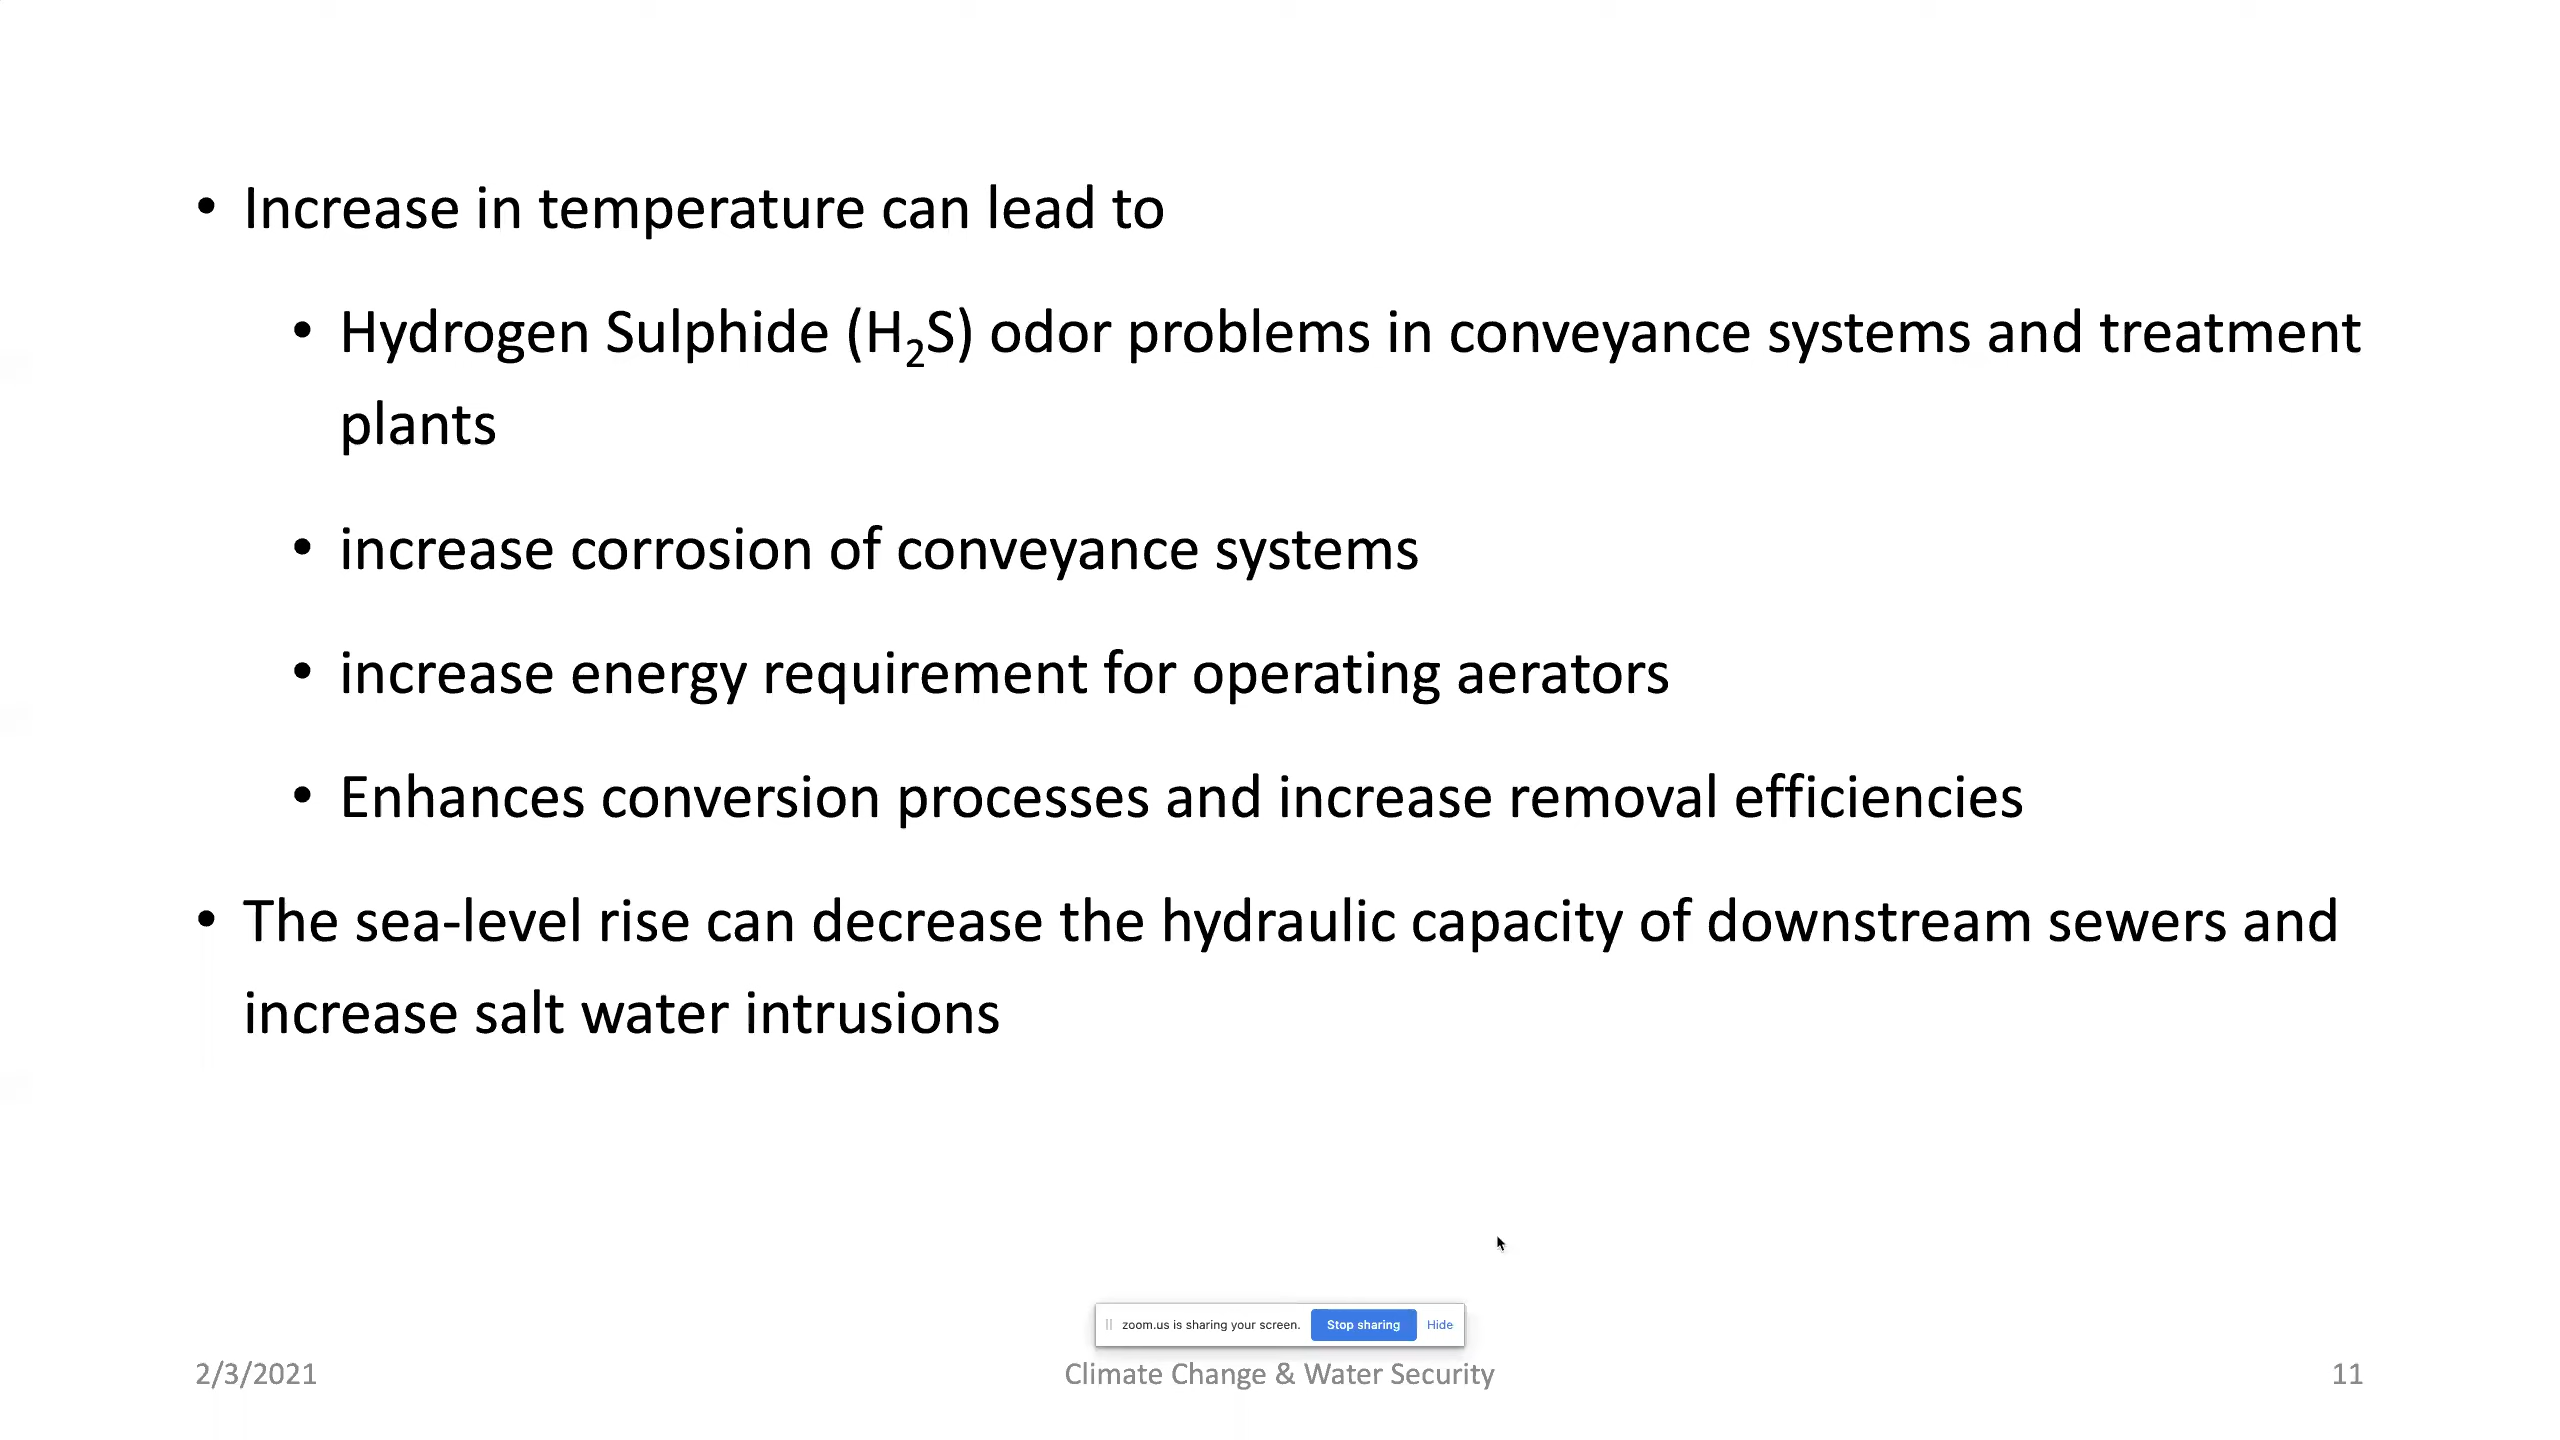 • Increase in temperature can lead to
• Hydrogen Sulphide (H₂S) odor problems in conveyance systems and treatment
plants
• increase corrosion of conveyance systems
• increase energy requirement for operating aerators
• Enhances conversion processes and increase removal efficiencies
• The sea-level rise can decrease the hydraulic capacity of downstream sewers and
increase salt water intrusions
zoom.us is sharing your screen. Stop sharing Hide
2/3/2021 Climate Change & Water Security 11